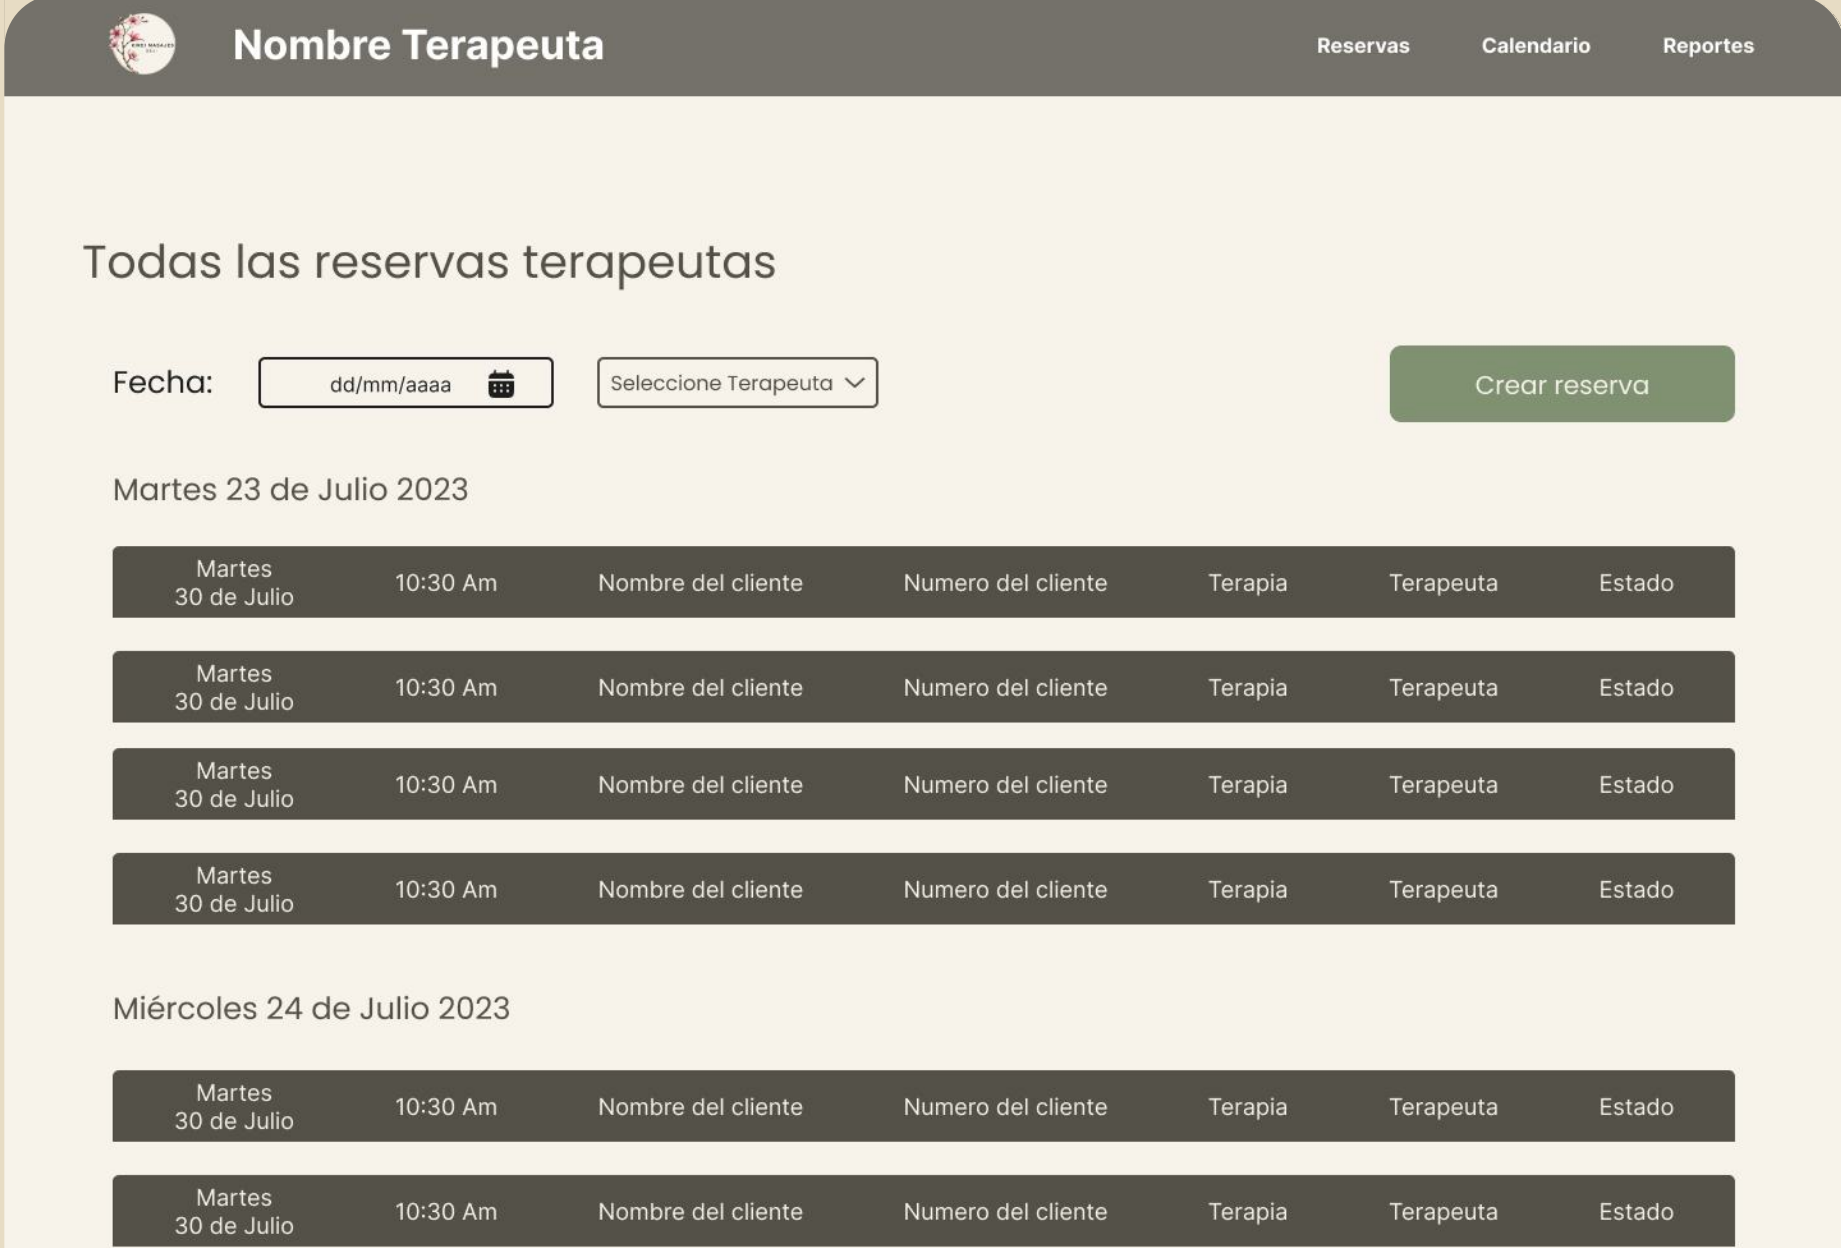 KIREI MASAJES
Nombre Terapeuta
Reservas Calendario Reportes
Todas las reservas terapeutas
Fecha: dd/mm/aaaa Seleccione Terapeuta Crear reserva
Martes 23 de Julio 2023
Martes
30 de Julio 10:30 Am Nombre del cliente Numero del cliente Terapia Terapeuta Estado
Martes
30 de Julio 10:30 Am Nombre del cliente Numero del cliente Terapia Terapeuta Estado
Martes
30 de Julio 10:30 Am Nombre del cliente Numero del cliente Terapia Terapeuta Estado
Martes
30 de Julio 10:30 Am Nombre del cliente Numero del cliente Terapia Terapeuta Estado
Miércoles 24 de Julio 2023
Martes
30 de Julio 10:30 Am Nombre del cliente Numero del cliente Terapia Terapeuta Estado
Martes
30 de Julio 10:30 Am Nombre del cliente Numero del cliente Terapia Terapeuta Estado